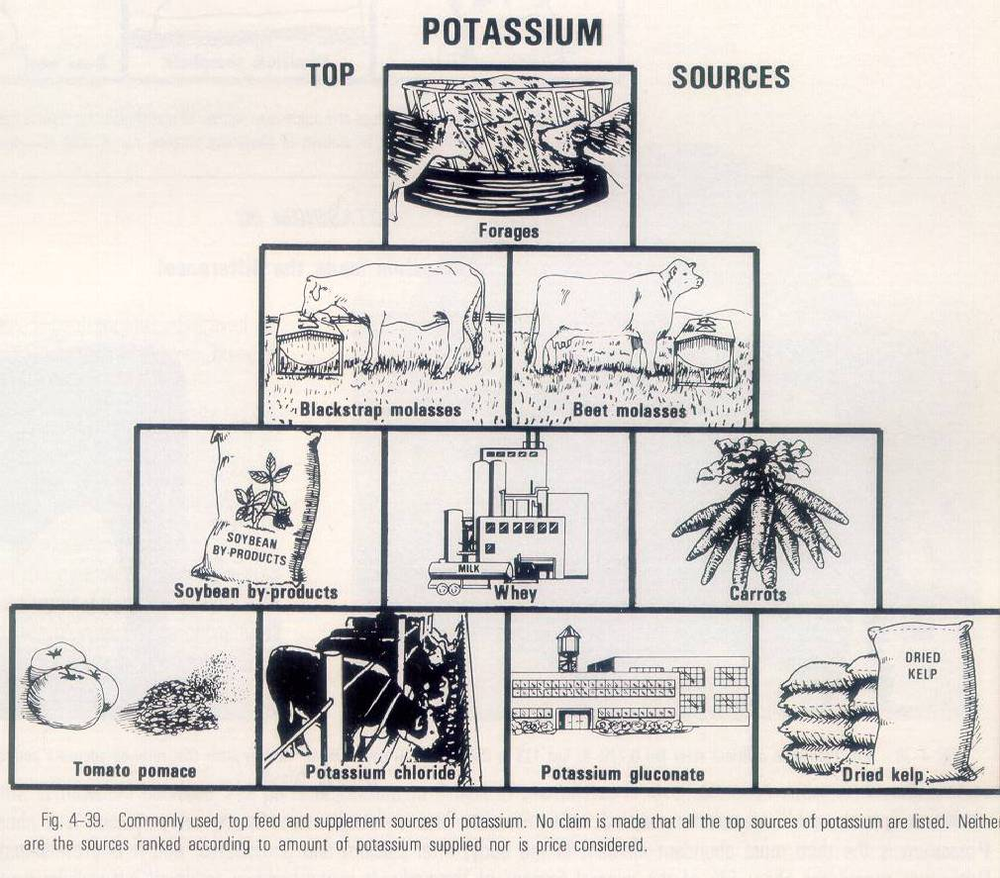 POTASSIUM
TOP SOURCES
Forages
Blackstrap molasses
Beet molasses
SOYBEAN
BY-PRODUCTS
Soybean by-products
MILK
Whey
Carrots
Tomato pomace
Potassium chloride
Potassium gluconate
DRIED
KELP
Dried kelp
Fig. 4–39. Commonly used, top feed and supplement sources of potassium. No claim is made that all the top sources of potassium are listed. Neither
are the sources ranked according to amount of potassium supplied nor is price considered.